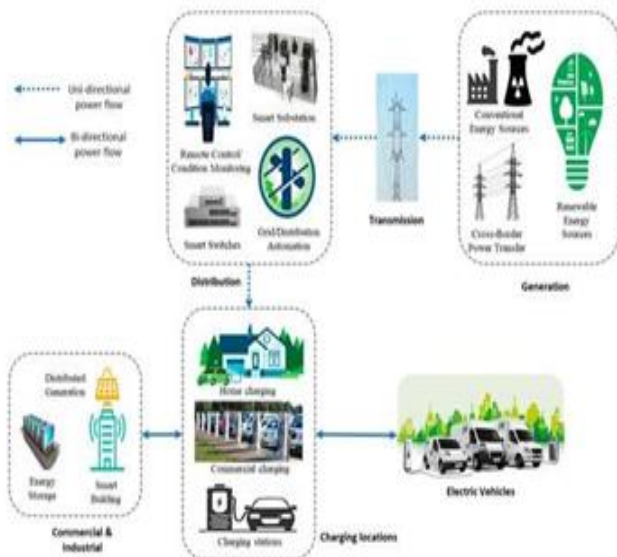 Uni-directional
power flow
Bi-directional
power flow
Smart Substation
Remote Control/
Condition Monitoring
Smart Switches
Grid/Distribution
Automation
Distribution
Transmission
Conventional
Energy Sources
Cross-Border
Power Transfer
Renewable
Energy
Sources
Generation
Distributed
Generation
Energy
Storage
Smart
Building
Commercial &
Industrial
Home charging
Commercial charging
Charging stations
Charging locations
Electric Vehicles